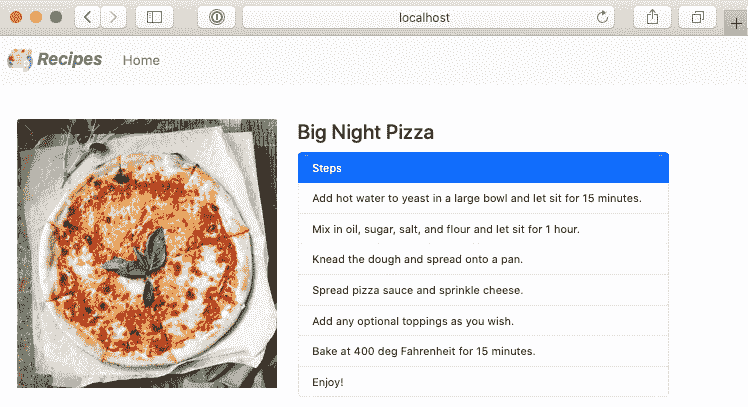 localhost
Recipes Home
Big Night Pizza
Steps
Add hot water to yeast in a large bowl and let sit for 15 minutes.
Mix in oil, sugar, salt, and flour and let sit for 1 hour.
Knead the dough and spread onto a pan.
Spread pizza sauce and sprinkle cheese.
Add any optional toppings as you wish.
Bake at 400 deg Fahrenheit for 15 minutes.
Enjoy!